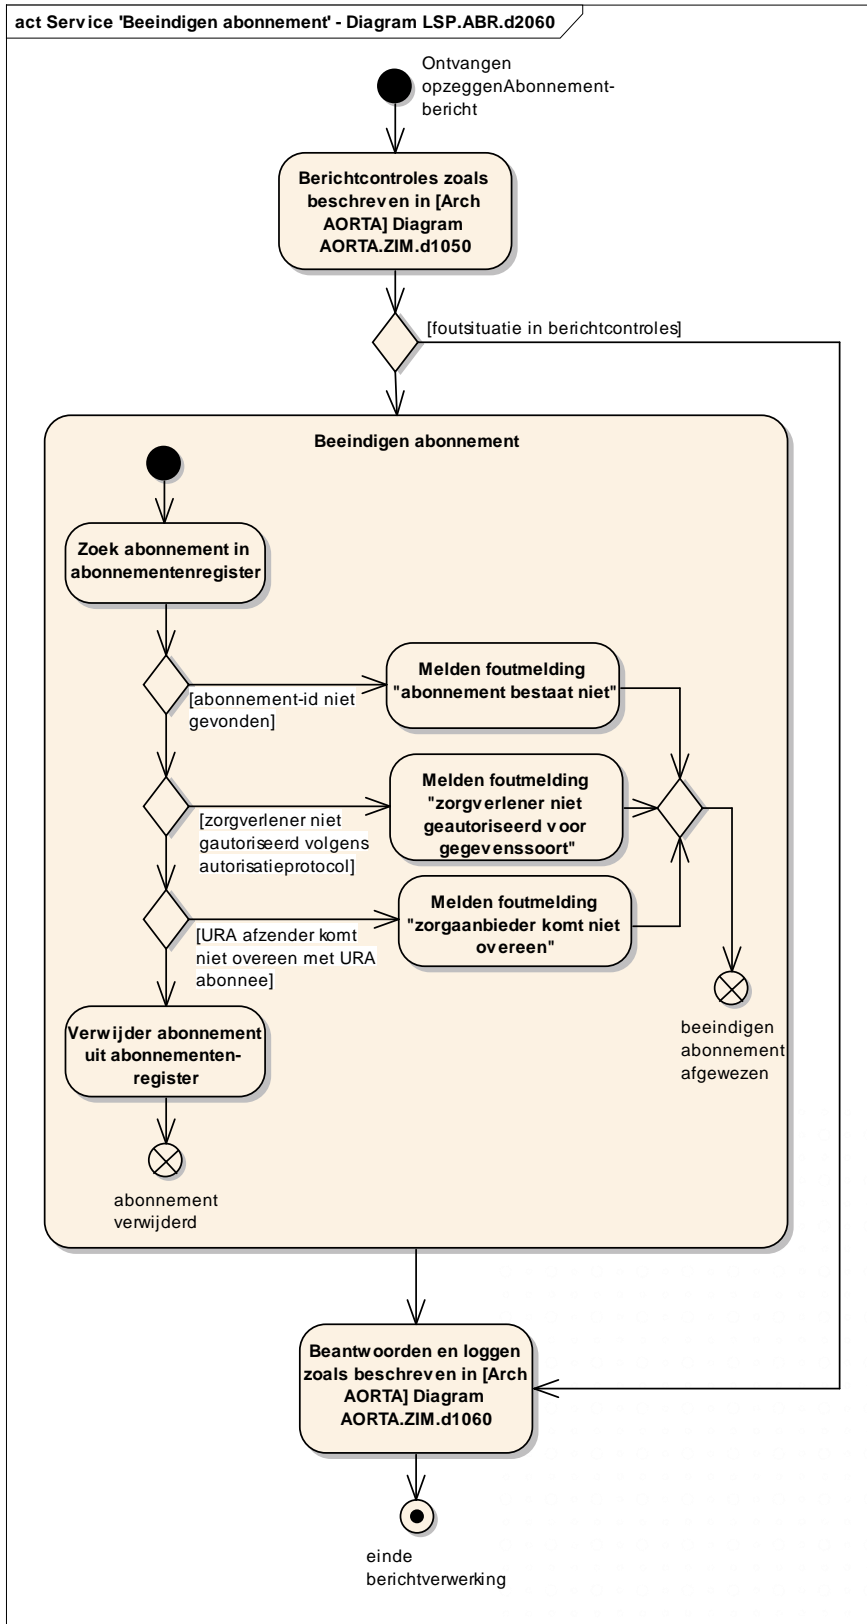 act Service 'Beeindigen abonnement' - Diagram LSP.ABR.d2060
Ontvangen
opzeggenAbonnement-
bericht
Berichtcontroles zoals
beschreven in [Arch
AORTA] Diagram
AORTA.ZIM.d1050
[foutsituatie in berichtcontroles]
Beeindigen abonnement
Zoek abonnement in
abonnementenregister
[abonnement-id niet
gevonden]
Melden foutmelding
"abonnement bestaat niet"
[zorgverlener niet
gautoriseerd volgens
autorisatieprotocol]
Melden foutmelding
"zorgverlener niet
geautoriseerd voor
gegevenssoort"
[URA afzender komt
niet overeen met URA
abonnee]
Melden foutmelding
"zorgaanbieder komt niet
overeen"
beeindigen
abonnement
afgewezen
Verwijder abonnement
uit abonnementen-
register
abonnement
verwijderd
Beantwoorden en loggen
zoals beschreven in [Arch
AORTA] Diagram
AORTA.ZIM.d1060
einde
berichtverwerking